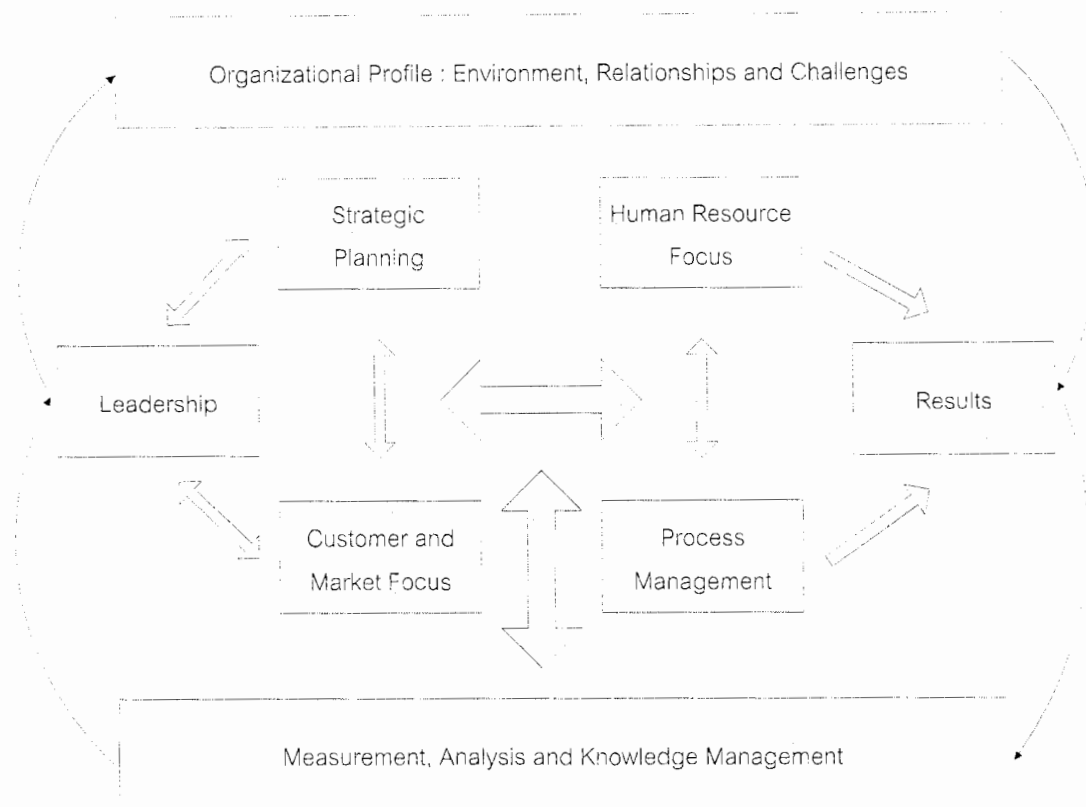 Organizational Profile : Environment, Relationships and Challenges
Strategic
Planning
Human Resource
Focus
Leadership
Results
Customer and
Market Focus
Process
Management
Measurement, Analysis and Knowledge Management